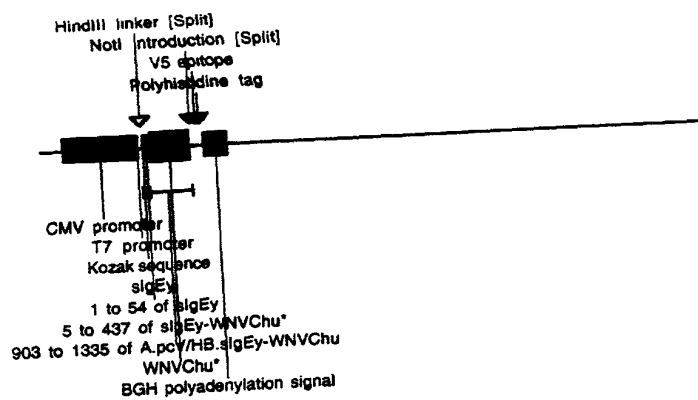 HindIII linker [Split]
NotI introduction [Split]
V5 epitope
Polyhistidine tag
CMV promoter
T7 promoter
Kozak sequence
sIgEy
1 to 54 of sIgEy
5 to 437 of sIgEy-WNVChu*
903 to 1335 of A.pcV/HB.sIgEy-WNVChu
WNVChu*
BGH polyadenylation signal